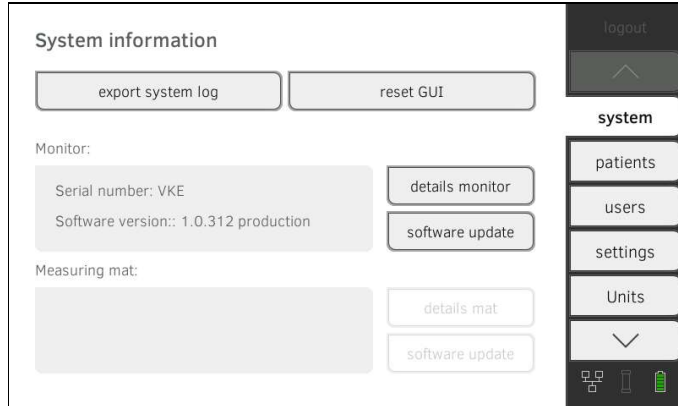 System information
export system log
reset GUI
Monitor:
Serial number: VKE
Software version:: 1.0.312 production
details monitor
software update
Measuring mat:
details mat
software update
logout
system
patients
users
settings
Units